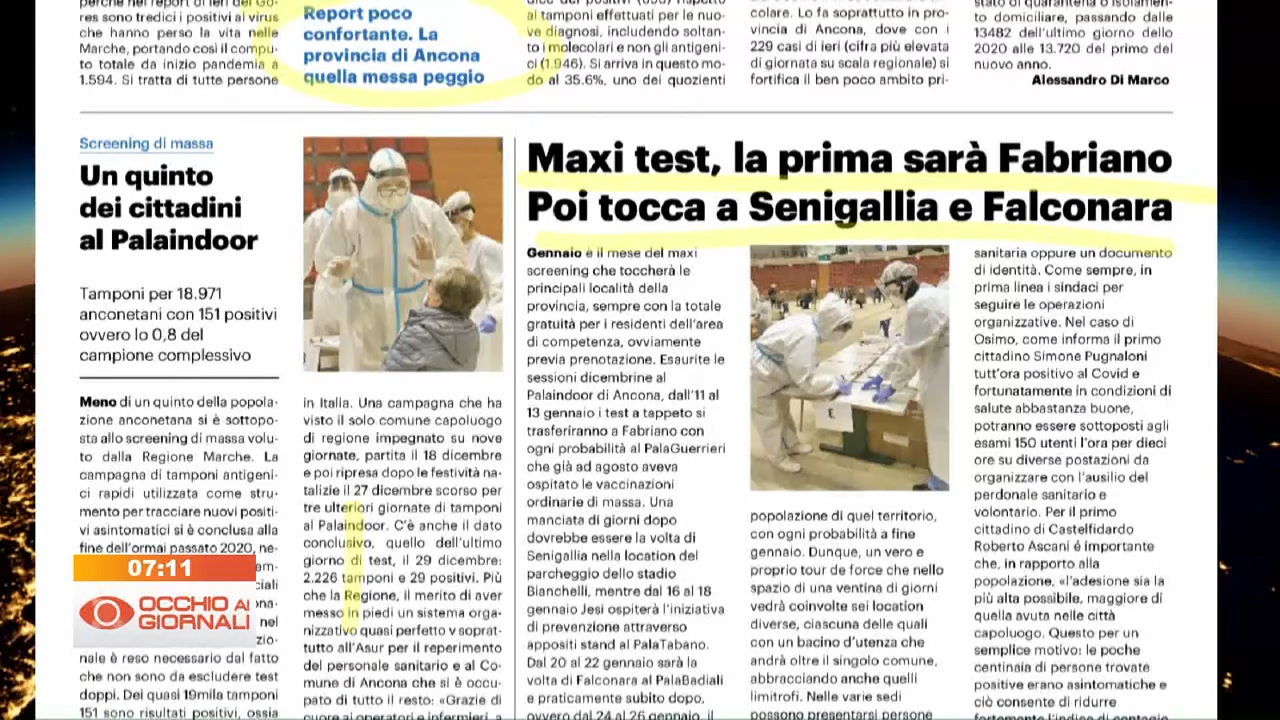 perchè nei report di ieri del Go-
res sono tredici i positivi al virus
che hanno perso la vita nelle
Marche, portando così il compu-
to totale da inizio pandemia a
1.594. Si tratta di tutte persone
Report poco
confortante. La
provincia di Ancona
quella messa peggio
ai tamponi effettuati per le nuo-
ve diagnosi, includendo soltan-
to i molecolari e non gli antigeni-
ci (1.946). Si arriva in questo mo-
do al 35.6%, uno dei quozienti
colare. Lo fa soprattutto in pro-
vincia di Ancona, dove con i
229 casi di ieri (cifra più elevata
di giornata su scala regionale) si
fortifica il ben poco ambito pri-
stato di quarantena o isolamen-
to domiciliare, passando dalle
13482 dell'ultimo giorno dello
2020 alle 13.720 del primo del
nuovo anno.
Alessandro Di Marco
Screening di massa
Un quinto
dei cittadini
al Palaindoor
Tamponi per 18.971
anconetani con 151 positivi
ovvero lo 0,8 del
campione complessivo
Meno di un quinto della popola-
zione anconetana si è sottopo-
sta allo screening di massa volu-
to dalla Regione Marche. La
campagna di tamponi antigeni-
ci rapidi utilizzata come stru-
mento per tracciare nuovi positi-
vi asintomatici si è conclusa alla
fine dell'ormai passato 2020, ne-
nale è reso necessario dal fatto
che non sono da escludere test
doppi. Dei quasi 19mila tamponi
151 sono risultati positivi, ossia
in Italia. Una campagna che ha
visto il solo comune capoluogo
di regione impegnato su nove
giornate, partita il 18 dicembre
e poi ripresa dopo le festività na-
talizie il 27 dicembre scorso per
tre ulteriori giornate di tamponi
al Palaindoor. C'è anche il dato
conclusivo, quello dell'ultimo
giorno di test, il 29 dicembre:
2.226 tamponi e 29 positivi. Più
che la Regione, il merito di aver
messo in piedi un sistema orga-
nizzativo quasi perfetto v soprat-
tutto all'Asur per il reperimento
del personale sanitario e al Co-
mune di Ancona che si è occu-
pato di tutto il resto: «Grazie di
cuore ai operatori e infermieri, a
Maxi test, la prima sarà Fabriano
Poi tocca a Senigallia e Falconara
Gennaio è il mese del maxi
screening che toccherà le
principali località della
provincia, sempre con la totale
gratuità per i residenti dell'area
di competenza, ovviamente
previa prenotazione. Esaurite le
sessioni dicembrine al
Palaindoor di Ancona, dall'11 al
13 gennaio i test a tappeto si
trasferiranno a Fabriano con
ogni probabilità al PalaGuerrieri
che già ad agosto aveva
ospitato le vaccinazioni
ordinarie di massa. Una
manciata di giorni dopo
dovrebbe essere la volta di
Senigallia nella location del
parcheggio dello stadio
Bianchelli, mentre dal 16 al 18
gennaio Jesi ospiterà l'iniziativa
di prevenzione attraverso
appositi stand al PalaTabano.
Dal 20 al 22 gennaio sarà la
volta di Falconara al PalaBadiali
e praticamente subito dopo,
ovvero dal 24 al 26 gennaio, il
E
popolazione di quel territorio,
con ogni probabilità a fine
gennaio. Dunque, un vero e
proprio tour de force che nello
spazio di una ventina di giorni
vedrà coinvolte sei location
diverse, ciascuna delle quali
con un bacino d'utenza che
andrà oltre il singolo comune,
abbracciando anche quelli
limitrofi. Nelle varie sedi
possono presentarsi persone
sanitaria oppure un documento
di identità. Come sempre, in
prima linea i sindaci per
seguire le operazioni
organizzative. Nel caso di
Osimo, come informa il primo
cittadino Simone Pugnaloni
tutt'ora positivo al Covid e
fortunatamente in condizioni di
salute abbastanza buone,
potranno essere sottoposti agli
esami 150 utenti l'ora per dieci
ore su diverse postazioni da
organizzare con l'ausilio del
perdonale sanitario e
volontario. Per il primo
cittadino di Castelfidardo
Roberto Ascani è importante
che, in rapporto alla
popolazione, «l'adesione sia la
più alta possibile, maggiore di
quella avuta nelle città
capoluogo. Questo per un
semplice motivo: le poche
centinaia di persone trovate
positive erano asintomatiche e
ciò consente di ridurre
fortemente l'indice di contagio
07:11
OCCHIO AI
GIORNALI